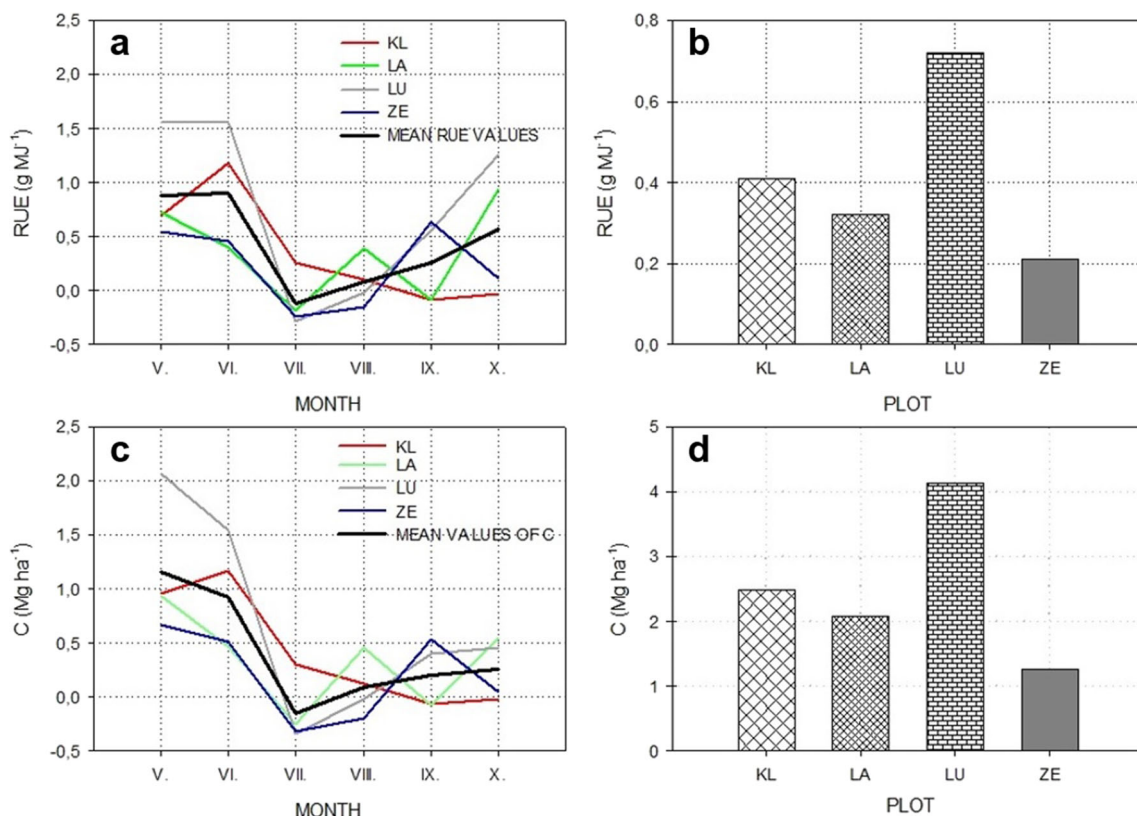 a
2,5
2,0
1,5
1,0
0,5
0,0
-0,5
RUE (g MJ⁻¹)
KL
LA
LU
ZE
MEAN RUE VALUES
V.
VI.
VII.
VIII.
IX.
X.
MONTH
b
0,8
0,6
0,4
0,2
0,0
RUE (g MJ⁻¹)
KL
LA
LU
ZE
PLOT
c
2,5
2,0
1,5
1,0
0,5
0,0
-0,5
C (Mg ha⁻¹)
KL
LA
LU
ZE
MEAN VALUES OF C
V.
VI.
VII.
VIII.
IX.
X.
MONTH
d
5
4
3
2
1
0
C (Mg ha⁻¹)
KL
LA
LU
ZE
PLOT